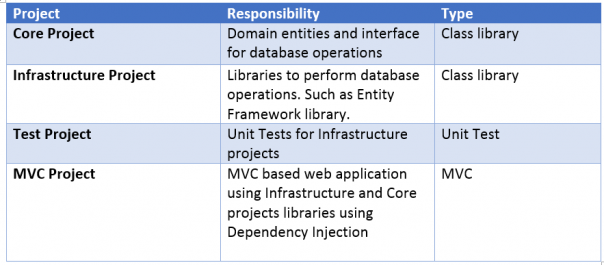 Project Responsibility Type
Core Project Domain entities and interface Class library
for database operations
Infrastructure Project Libraries to perform database Class library
operations. Such as Entity
Framework library.
Test Project Unit Tests for Infrastructure Unit Test
projects
MVC Project MVC based web application MVC
using Infrastructure and Core
projects libraries using
Dependency Injection